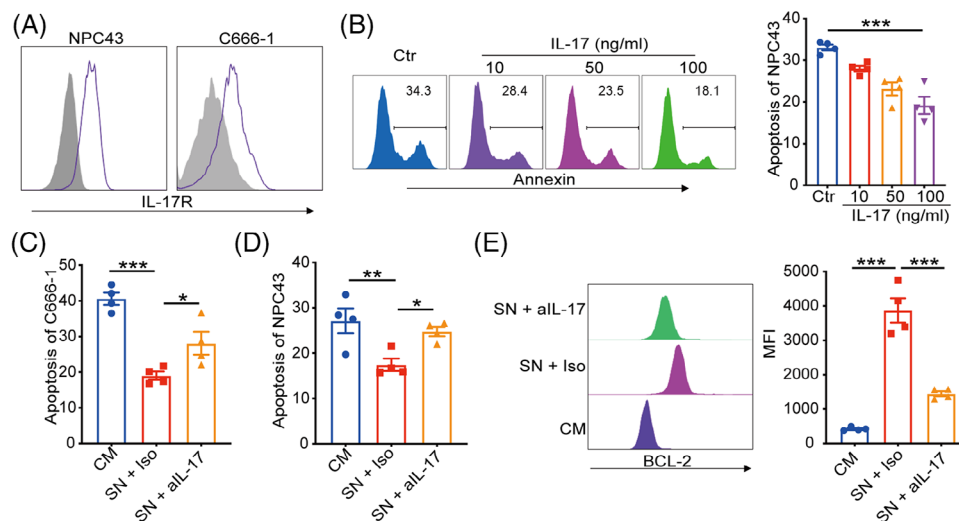 (A)
NPC43
C666-1
IL-17R
(B)
Ctr
IL-17 (ng/ml)
10
50
100
34.3
28.4
23.5
18.1
Annexin
Apoptosis of NPC43
40
30
20
10
0
***
Ctr
10
50
100
IL-17 (ng/ml)
(C)
Apoptosis of C666-1
50
40
30
20
10
0
***
*
CM
SN + Iso
SN + aIL-17
(D)
Apoptosis of NPC43
40
30
20
10
0
**
*
CM
SN + Iso
SN + aIL-17
(E)
SN + aIL-17
SN + Iso
CM
BCL-2
MFI
5000
4000
3000
2000
1000
0
***
***
CM
SN + Iso
SN + aIL-17